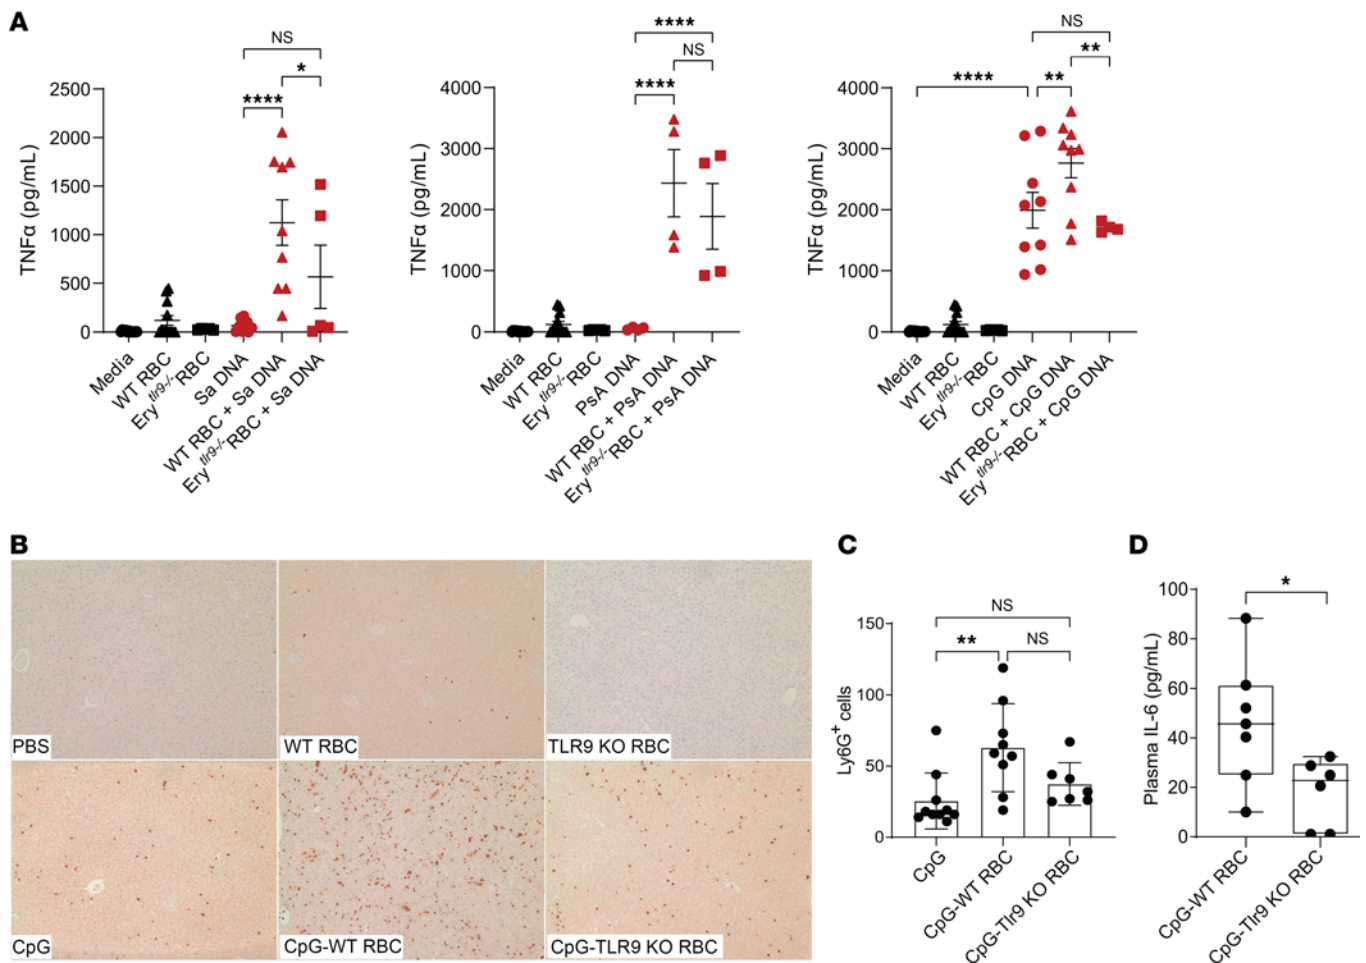 A
NS
*
****
2500
2000
1500
1000
500
0
TNFα (pg/mL)
Media
WT RBC
Ery tlr9-/- RBC
Sa DNA
WT RBC + Sa DNA
Ery tlr9-/- RBC + Sa DNA
****
NS
****
4000
3000
2000
1000
0
TNFα (pg/mL)
Media
WT RBC
Ery tlr9-/- RBC
PsA DNA
WT RBC + PsA DNA
Ery tlr9-/- RBC + PsA DNA
NS
**
****
**
4000
3000
2000
1000
0
TNFα (pg/mL)
Media
WT RBC
Ery tlr9-/- RBC
CpG DNA
WT RBC + CpG DNA
Ery tlr9-/- RBC + CpG DNA
B
PBS
WT RBC
TLR9 KO RBC
CpG
CpG-WT RBC
CpG-TLR9 KO RBC
C
NS
**
NS
150
100
50
0
Ly6G+ cells
CpG
CpG-WT RBC
CpG-Tlr9 KO RBC
D
*
100
80
60
40
20
0
Plasma IL-6 (pg/mL)
CpG-WT RBC
CpG-Tlr9 KO RBC